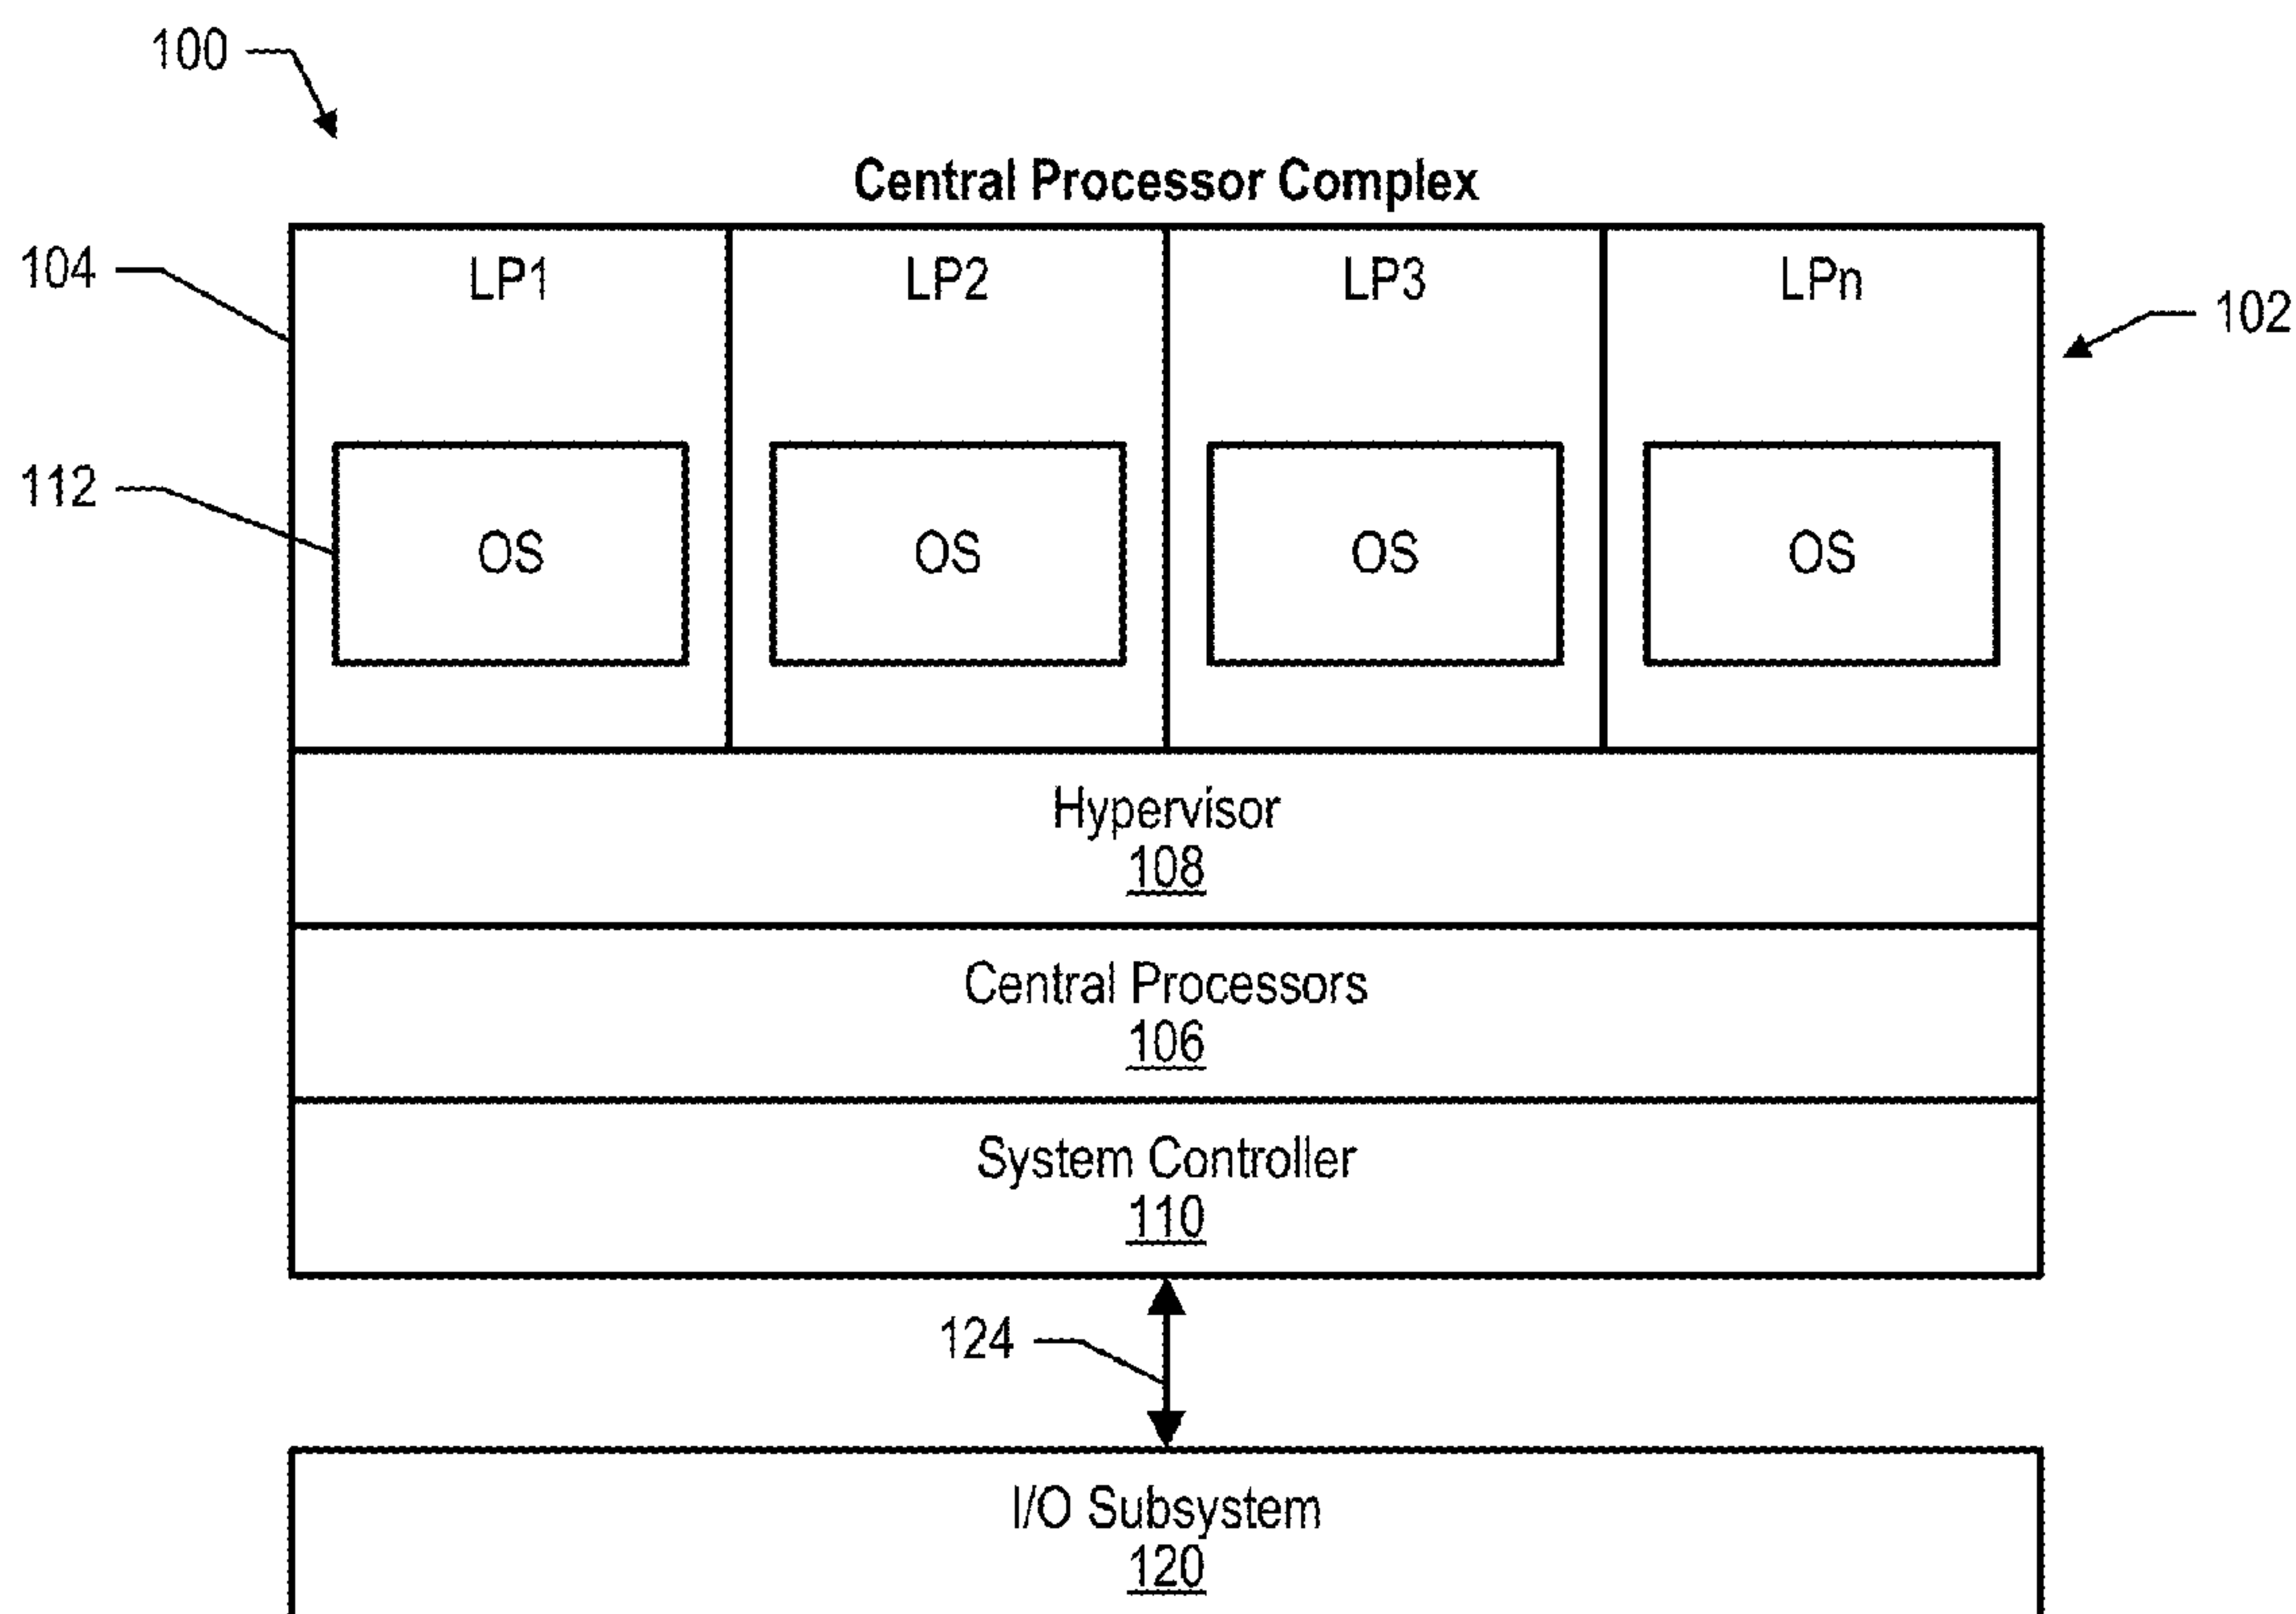 100
Central Processor Complex
104
LP1
LP2
LP3
LPn
102
112
OS
OS
OS
OS
Hypervisor
108
Central Processors
106
System Controller
110
124
I/O Subsystem
120